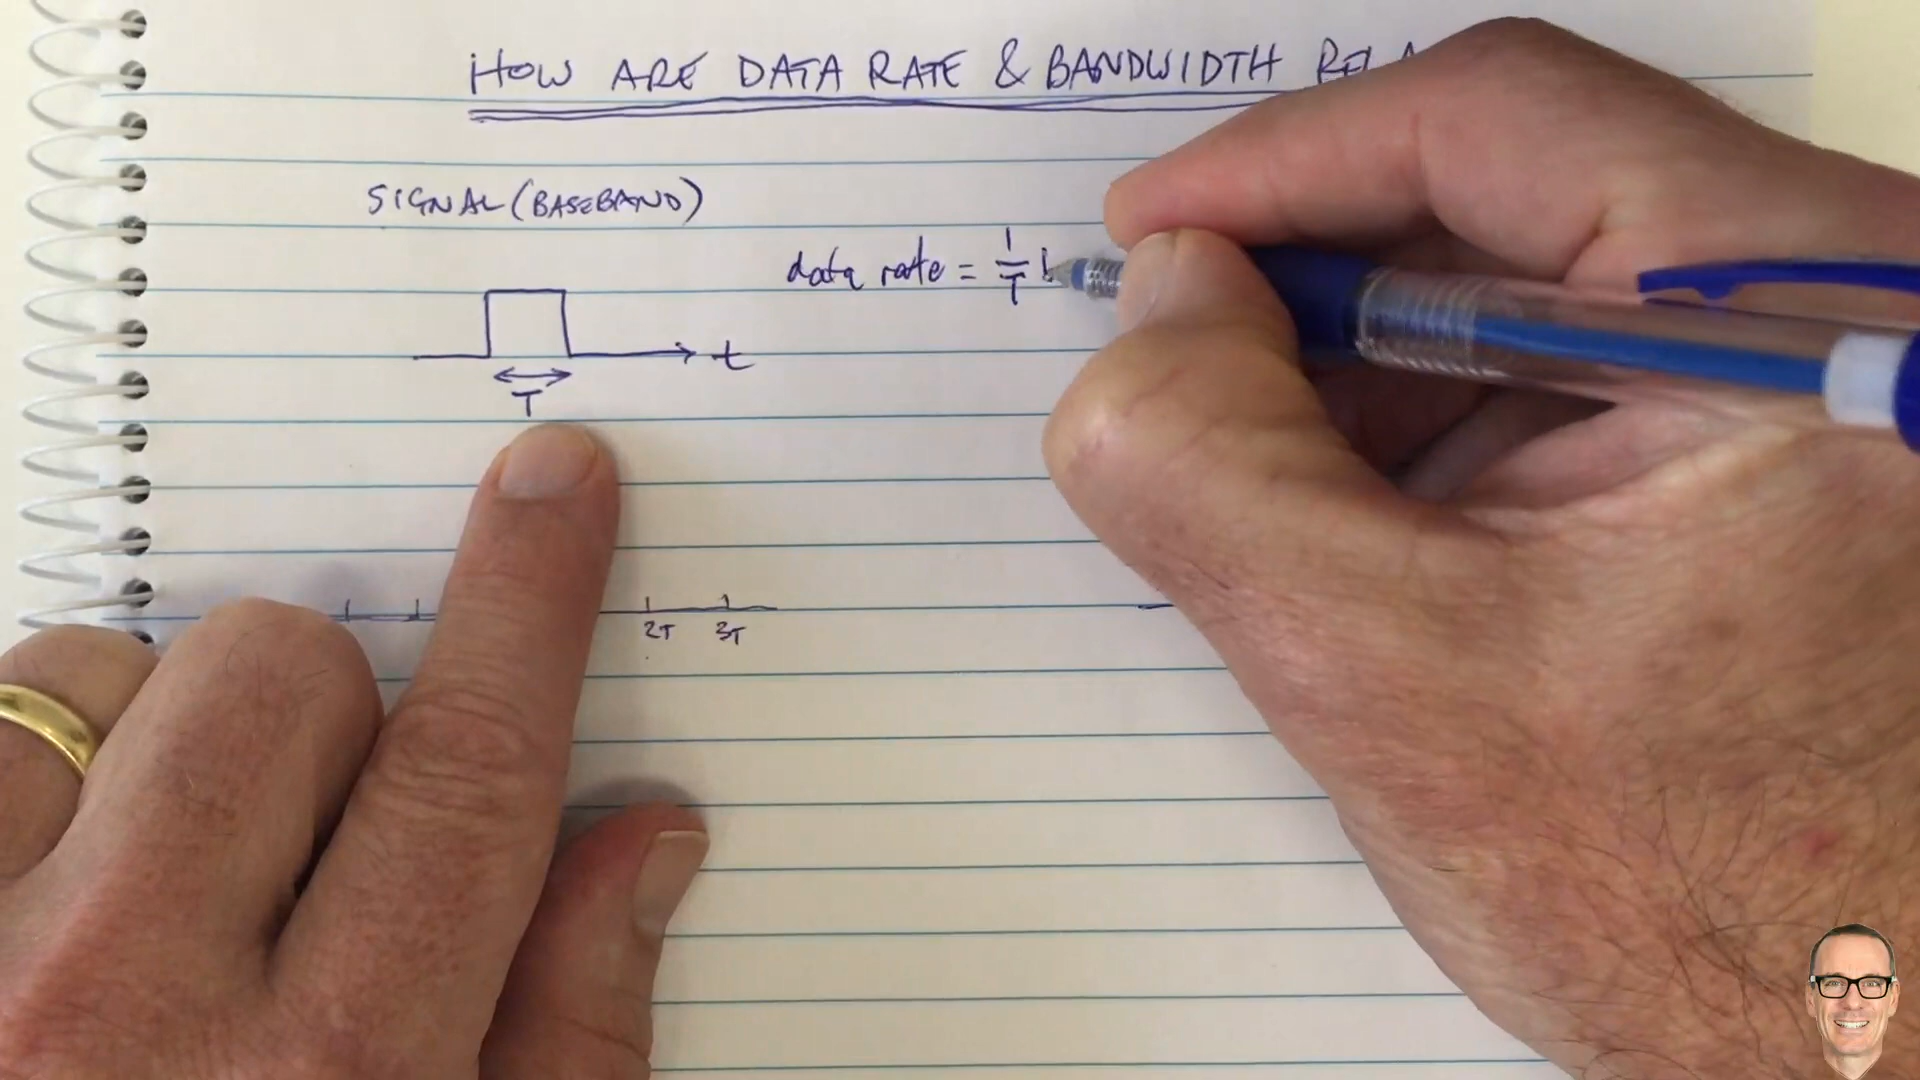 HOW ARE DATA RATE & BANDWIDTH
SIGNAL (BASEBAND)
data rate = 1/T
t
T
2T 3T